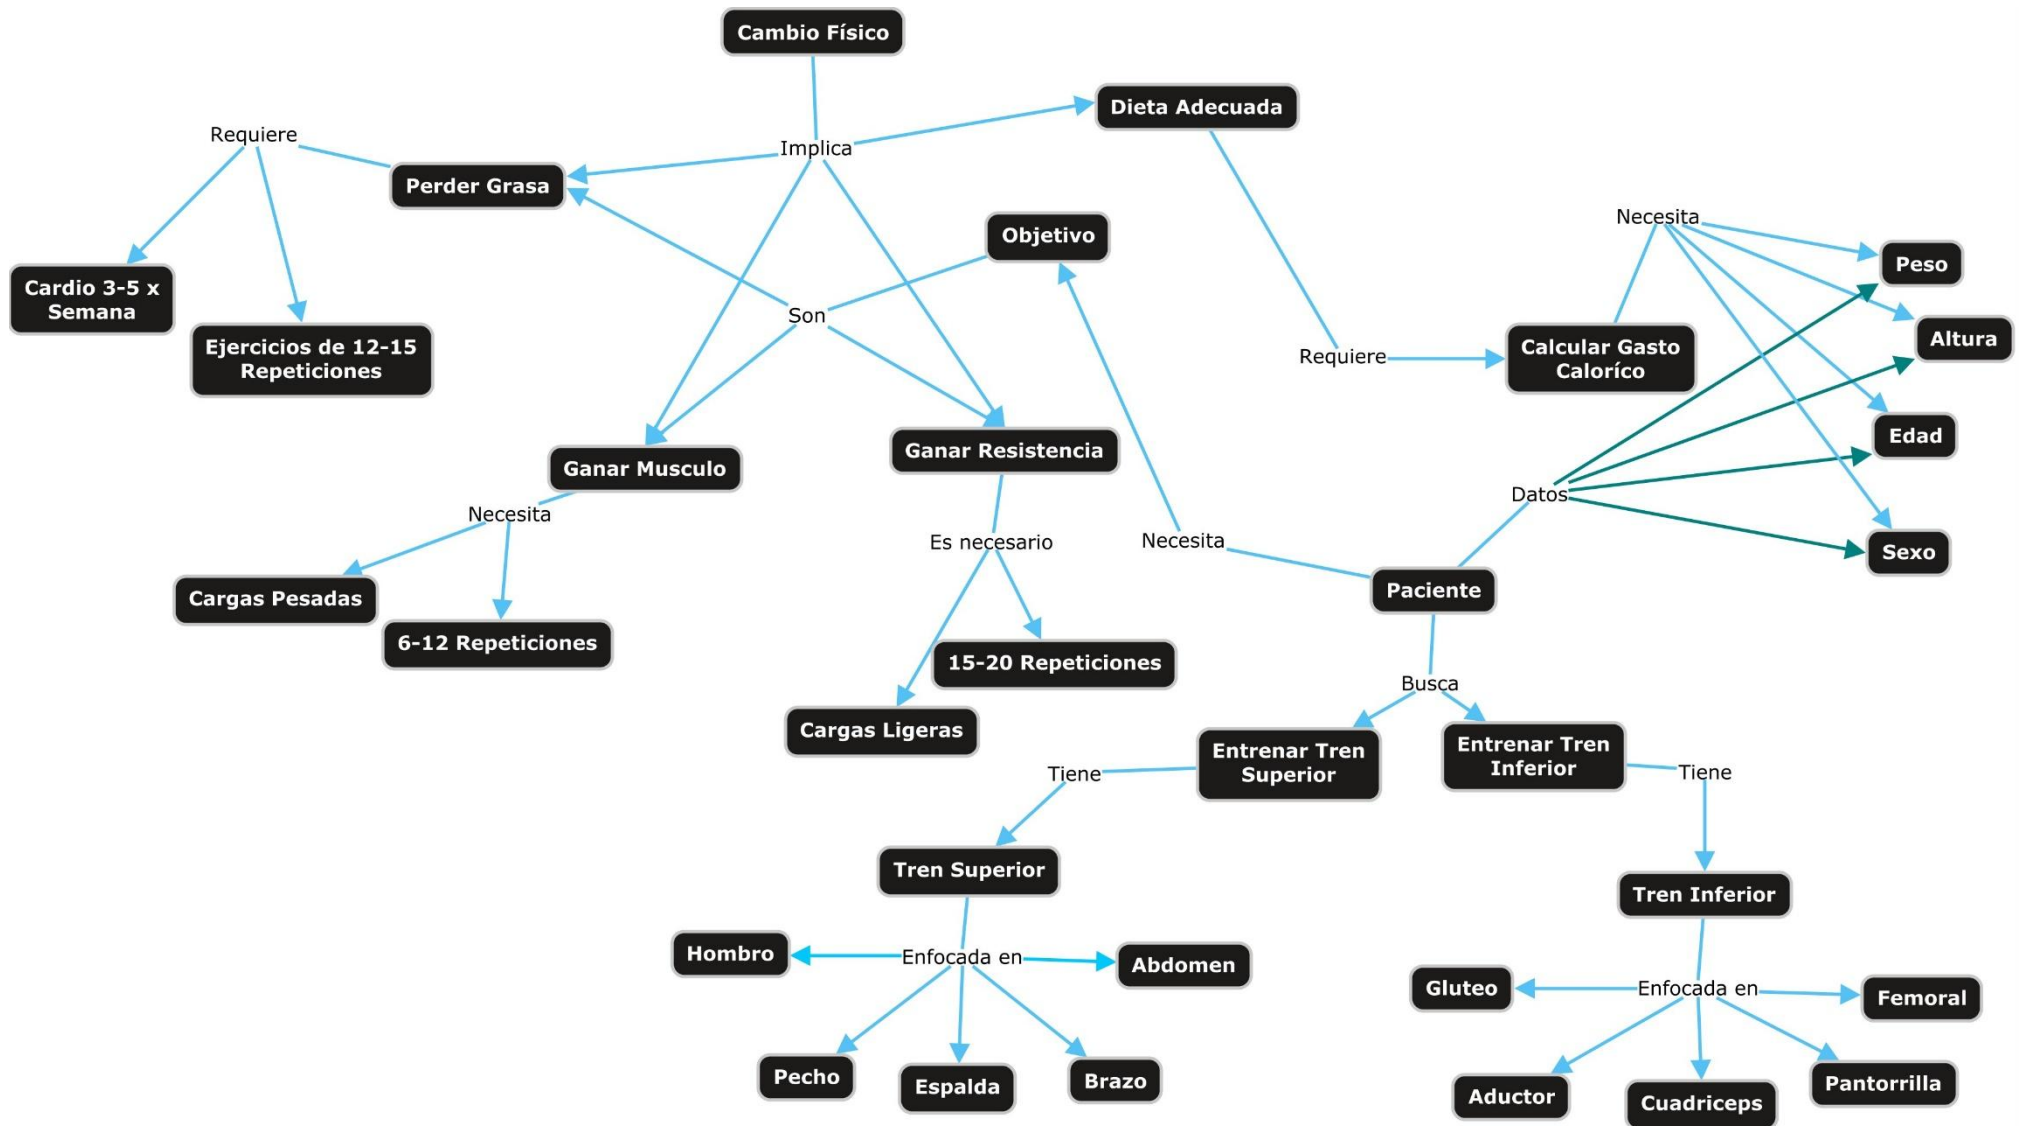 Cambio Físico
Dieta Adecuada
Requiere
Implica
Perder Grasa
Necesita
Objetivo
Peso
Cardio 3-5 x
Semana
Son
Altura
Ejercicios de 12-15
Repeticiones
Requiere
Calcular Gasto
Caloríco
Edad
Ganar Resistencia
Ganar Musculo
Datos
Necesita
Es necesario
Necesita
Sexo
Paciente
Cargas Pesadas
6-12 Repeticiones
15-20 Repeticiones
Busca
Cargas Ligeras
Entrenar Tren
Superior
Entrenar Tren
Inferior
Tiene
Tiene
Tren Superior
Tren Inferior
Hombro
Enfocada en
Abdomen
Gluteo
Enfocada en
Femoral
Pecho
Espalda
Brazo
Aductor
Cuadriceps
Pantorrilla